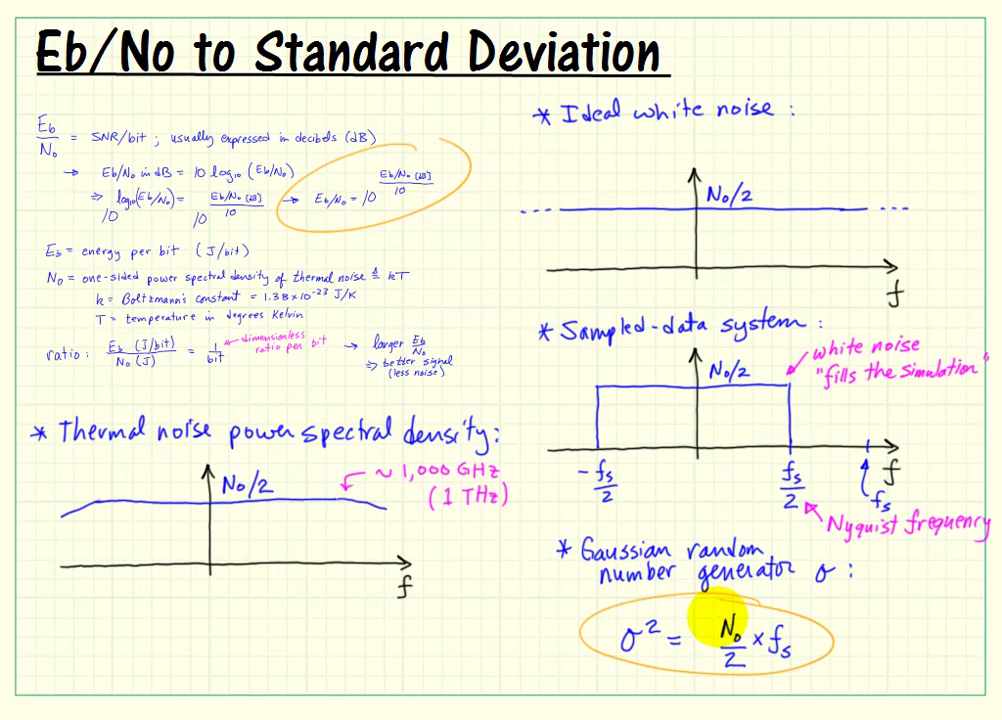 Eb/No to Standard Deviation
Eb/No = SNR/bit ; usually expressed in decibels (dB)
→ Eb/No in dB = 10 log10 (Eb/No)
⇒ 10^log10(Eb/No) = 10^(Eb/No [dB]/10) → Eb/No = 10^(Eb/No [dB]/10)
Eb = energy per bit (J/bit)
No = one-sided power spectral density of thermal noise ≜ kT
k = Boltzmann's constant = 1.38 x 10^-23 J/K
T = temperature in degrees Kelvin
ratio : Eb (J/bit) / No (J) = 1/bit ← dimensionless
ratio per bit
→ larger Eb/No
⇒ better signal
(less noise)
* Thermal noise power spectral density :
No/2
~ 1,000 GHz
(1 THz)
f
* Ideal white noise :
No/2
f
* Sampled-data system :
No/2
white noise
"fills the simulation"
-fs/2
fs/2
fs
f
Nyquist frequency
* Gaussian random
number generator σ :
σ² = No/2 × fs